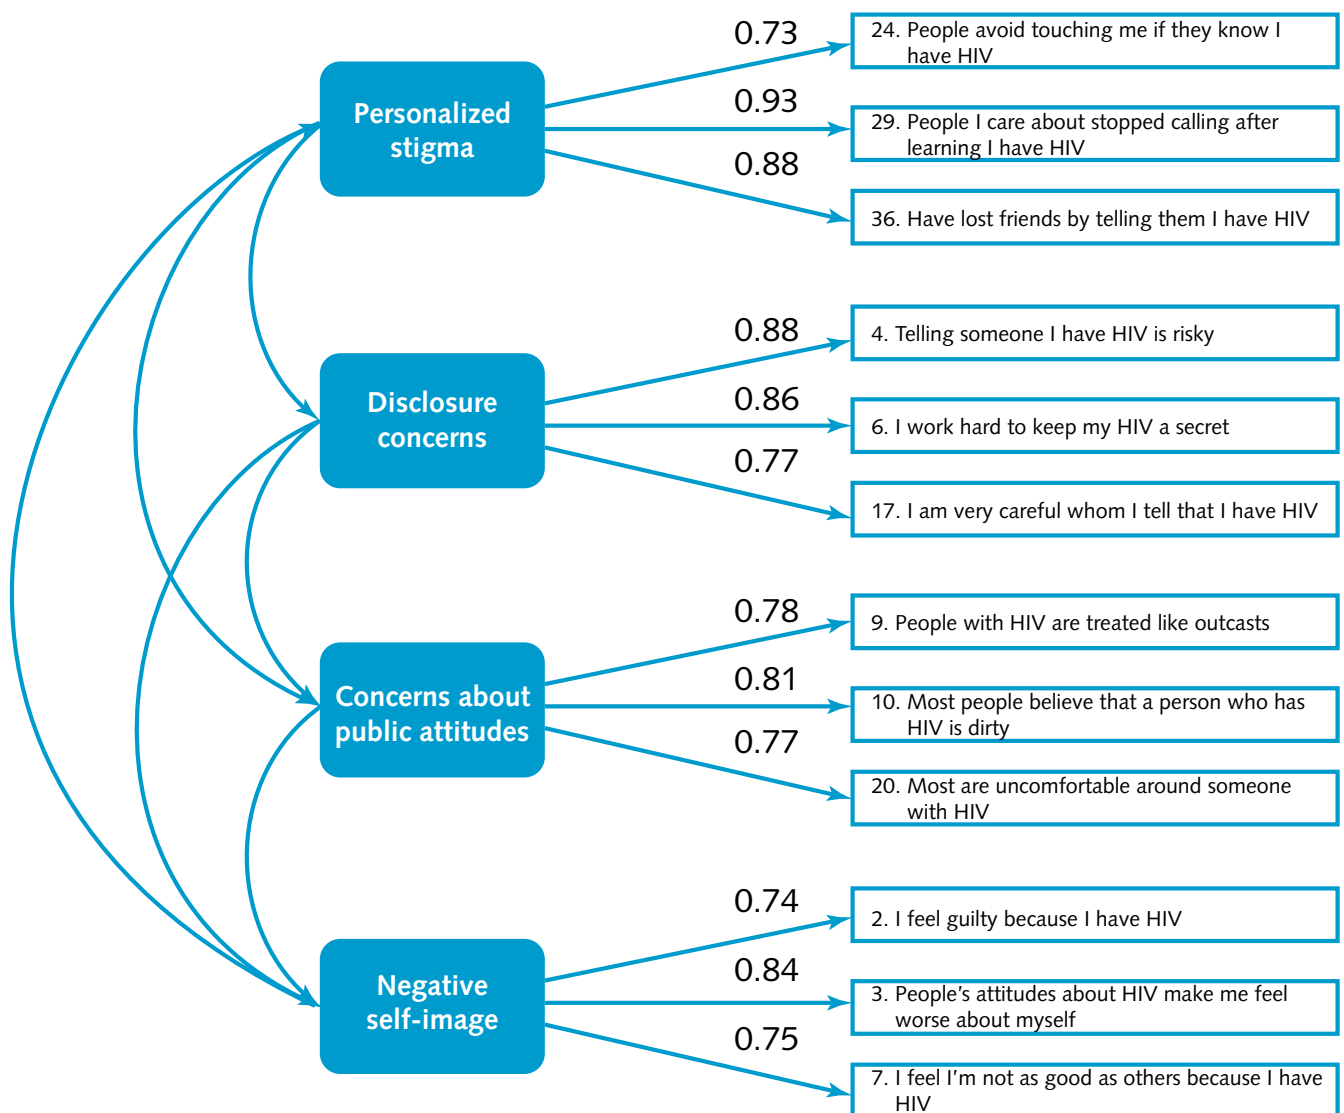 0.73
24. People avoid touching me if they know I
have HIV
Personalized
stigma
0.93
29. People I care about stopped calling after
learning I have HIV
0.88
36. Have lost friends by telling them I have HIV
0.88
4. Telling someone I have HIV is risky
Disclosure
concerns
0.86
6. I work hard to keep my HIV a secret
0.77
17. I am very careful whom I tell that I have HIV
0.78
9. People with HIV are treated like outcasts
Concerns about
public attitudes
0.81
10. Most people believe that a person who has
HIV is dirty
0.77
20. Most are uncomfortable around someone
with HIV
0.74
2. I feel guilty because I have HIV
Negative
self-image
0.84
3. People’s attitudes about HIV make me feel
worse about myself
0.75
7. I feel I’m not as good as others because I have
HIV